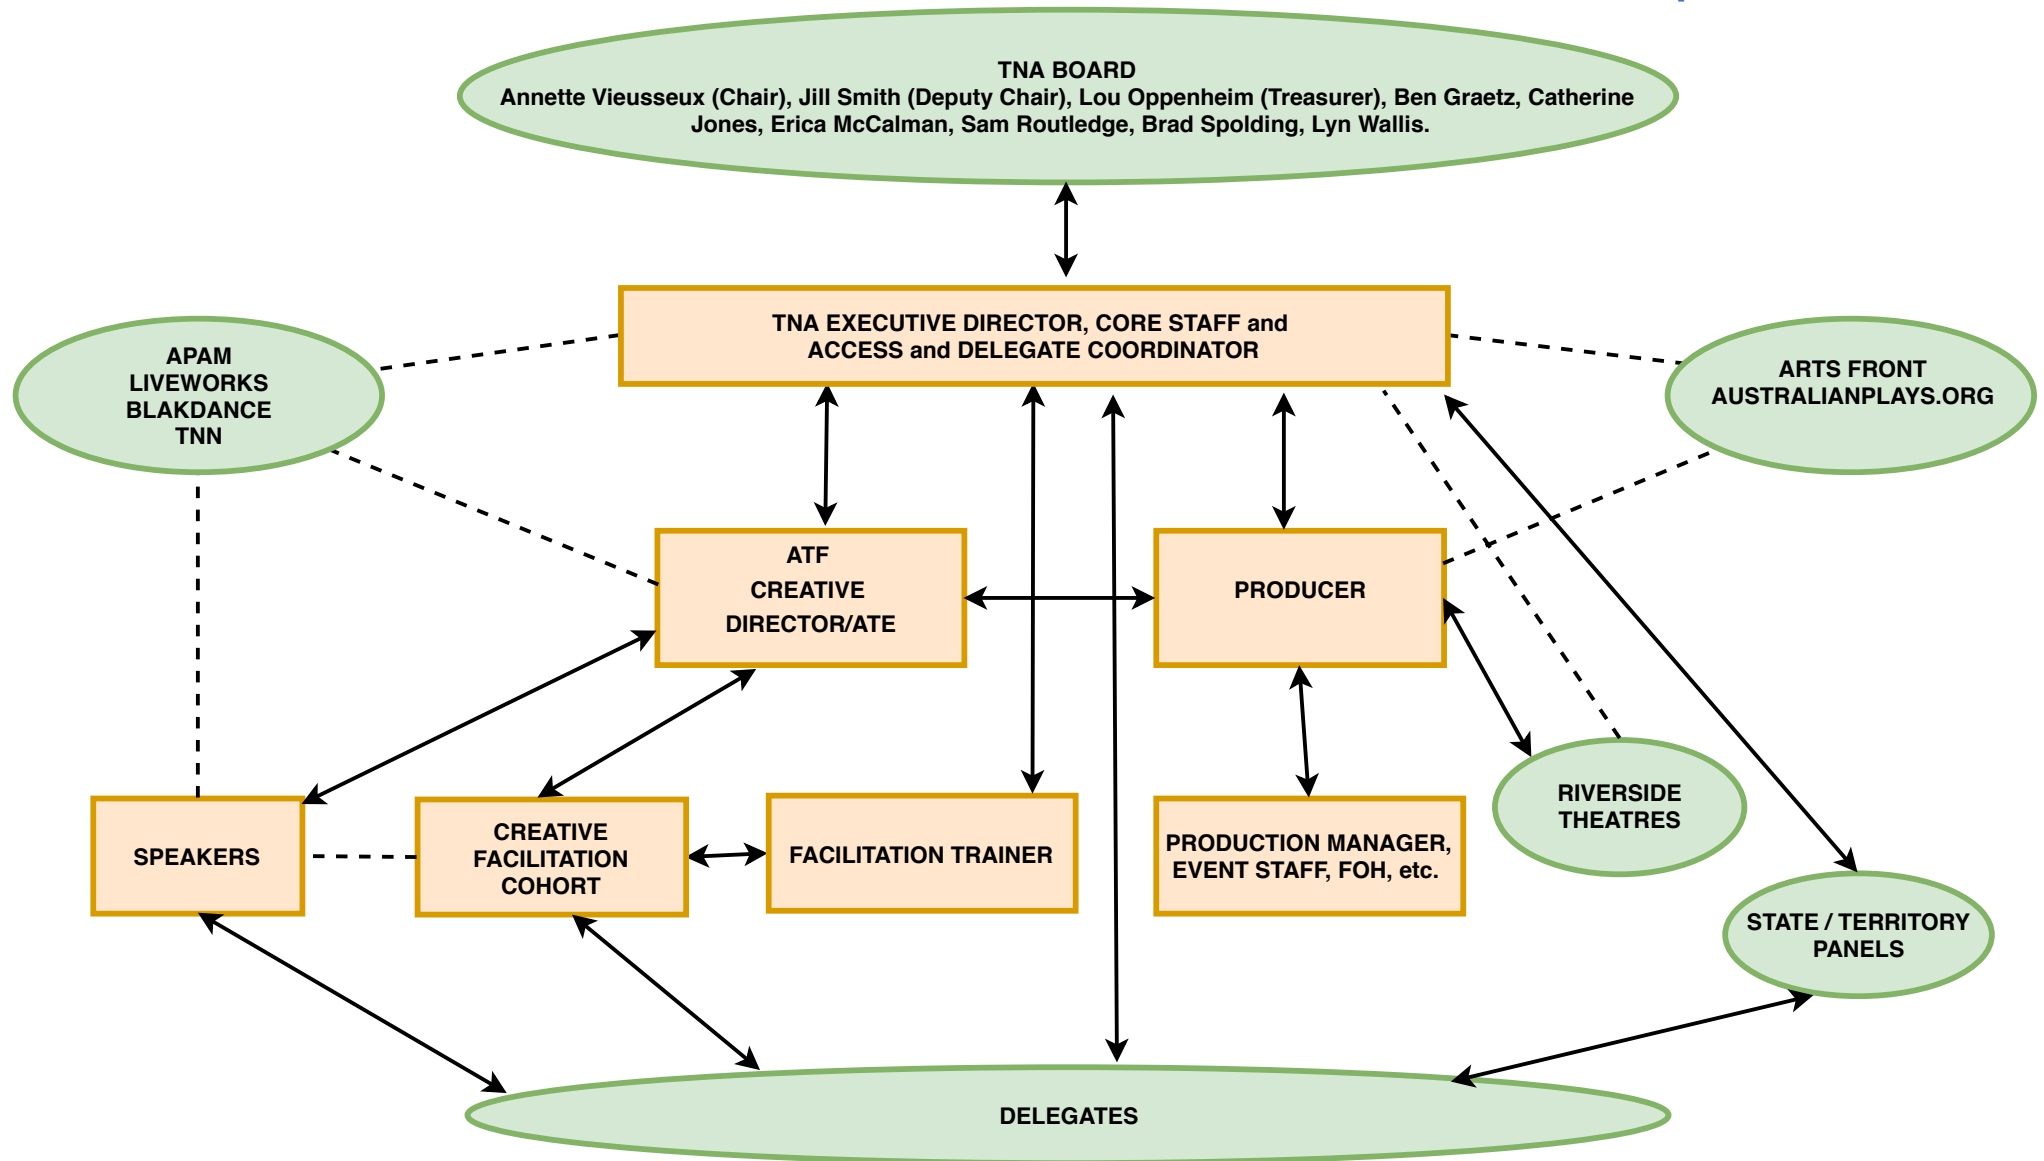 TNA BOARD
Annette Vieusseux (Chair), Jill Smith (Deputy Chair), Lou Oppenheim (Treasurer), Ben Graetz, Catherine
Jones, Erica McCalman, Sam Routledge, Brad Spolding, Lyn Wallis.
TNA EXECUTIVE DIRECTOR, CORE STAFF and
ACCESS and DELEGATE COORDINATOR
APAM
LIVEWORKS
BLAKDANCE
TNN
ARTS FRONT
AUSTRALIANPLAYS.ORG
ATF
CREATIVE
DIRECTOR/ATE
PRODUCER
SPEAKERS
CREATIVE
FACILITATION
COHORT
FACILITATION TRAINER
PRODUCTION MANAGER,
EVENT STAFF, FOH, etc.
RIVERSIDE
THEATRES
STATE / TERRITORY
PANELS
DELEGATES